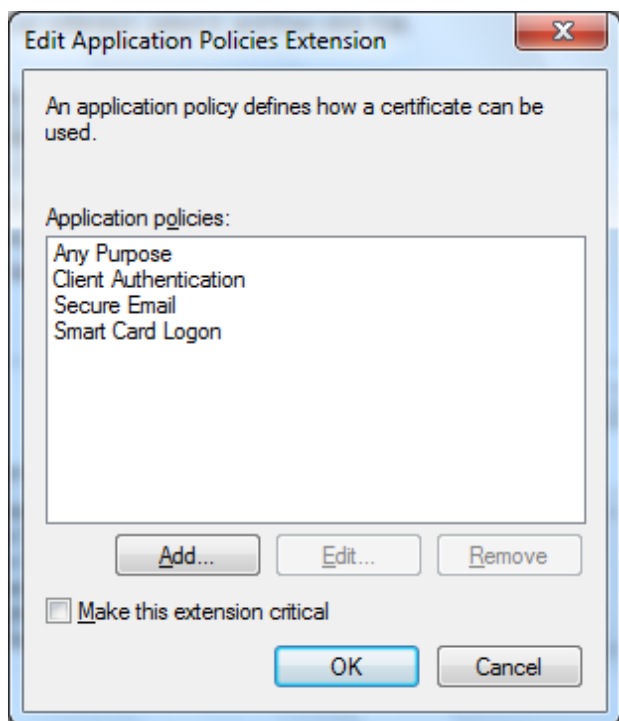 Edit Application Policies Extension
An application policy defines how a certificate can be
used.
Application policies:
Any Purpose
Client Authentication
Secure Email
Smart Card Logon
Add...
Edit...
Remove
Make this extension critical
OK
Cancel